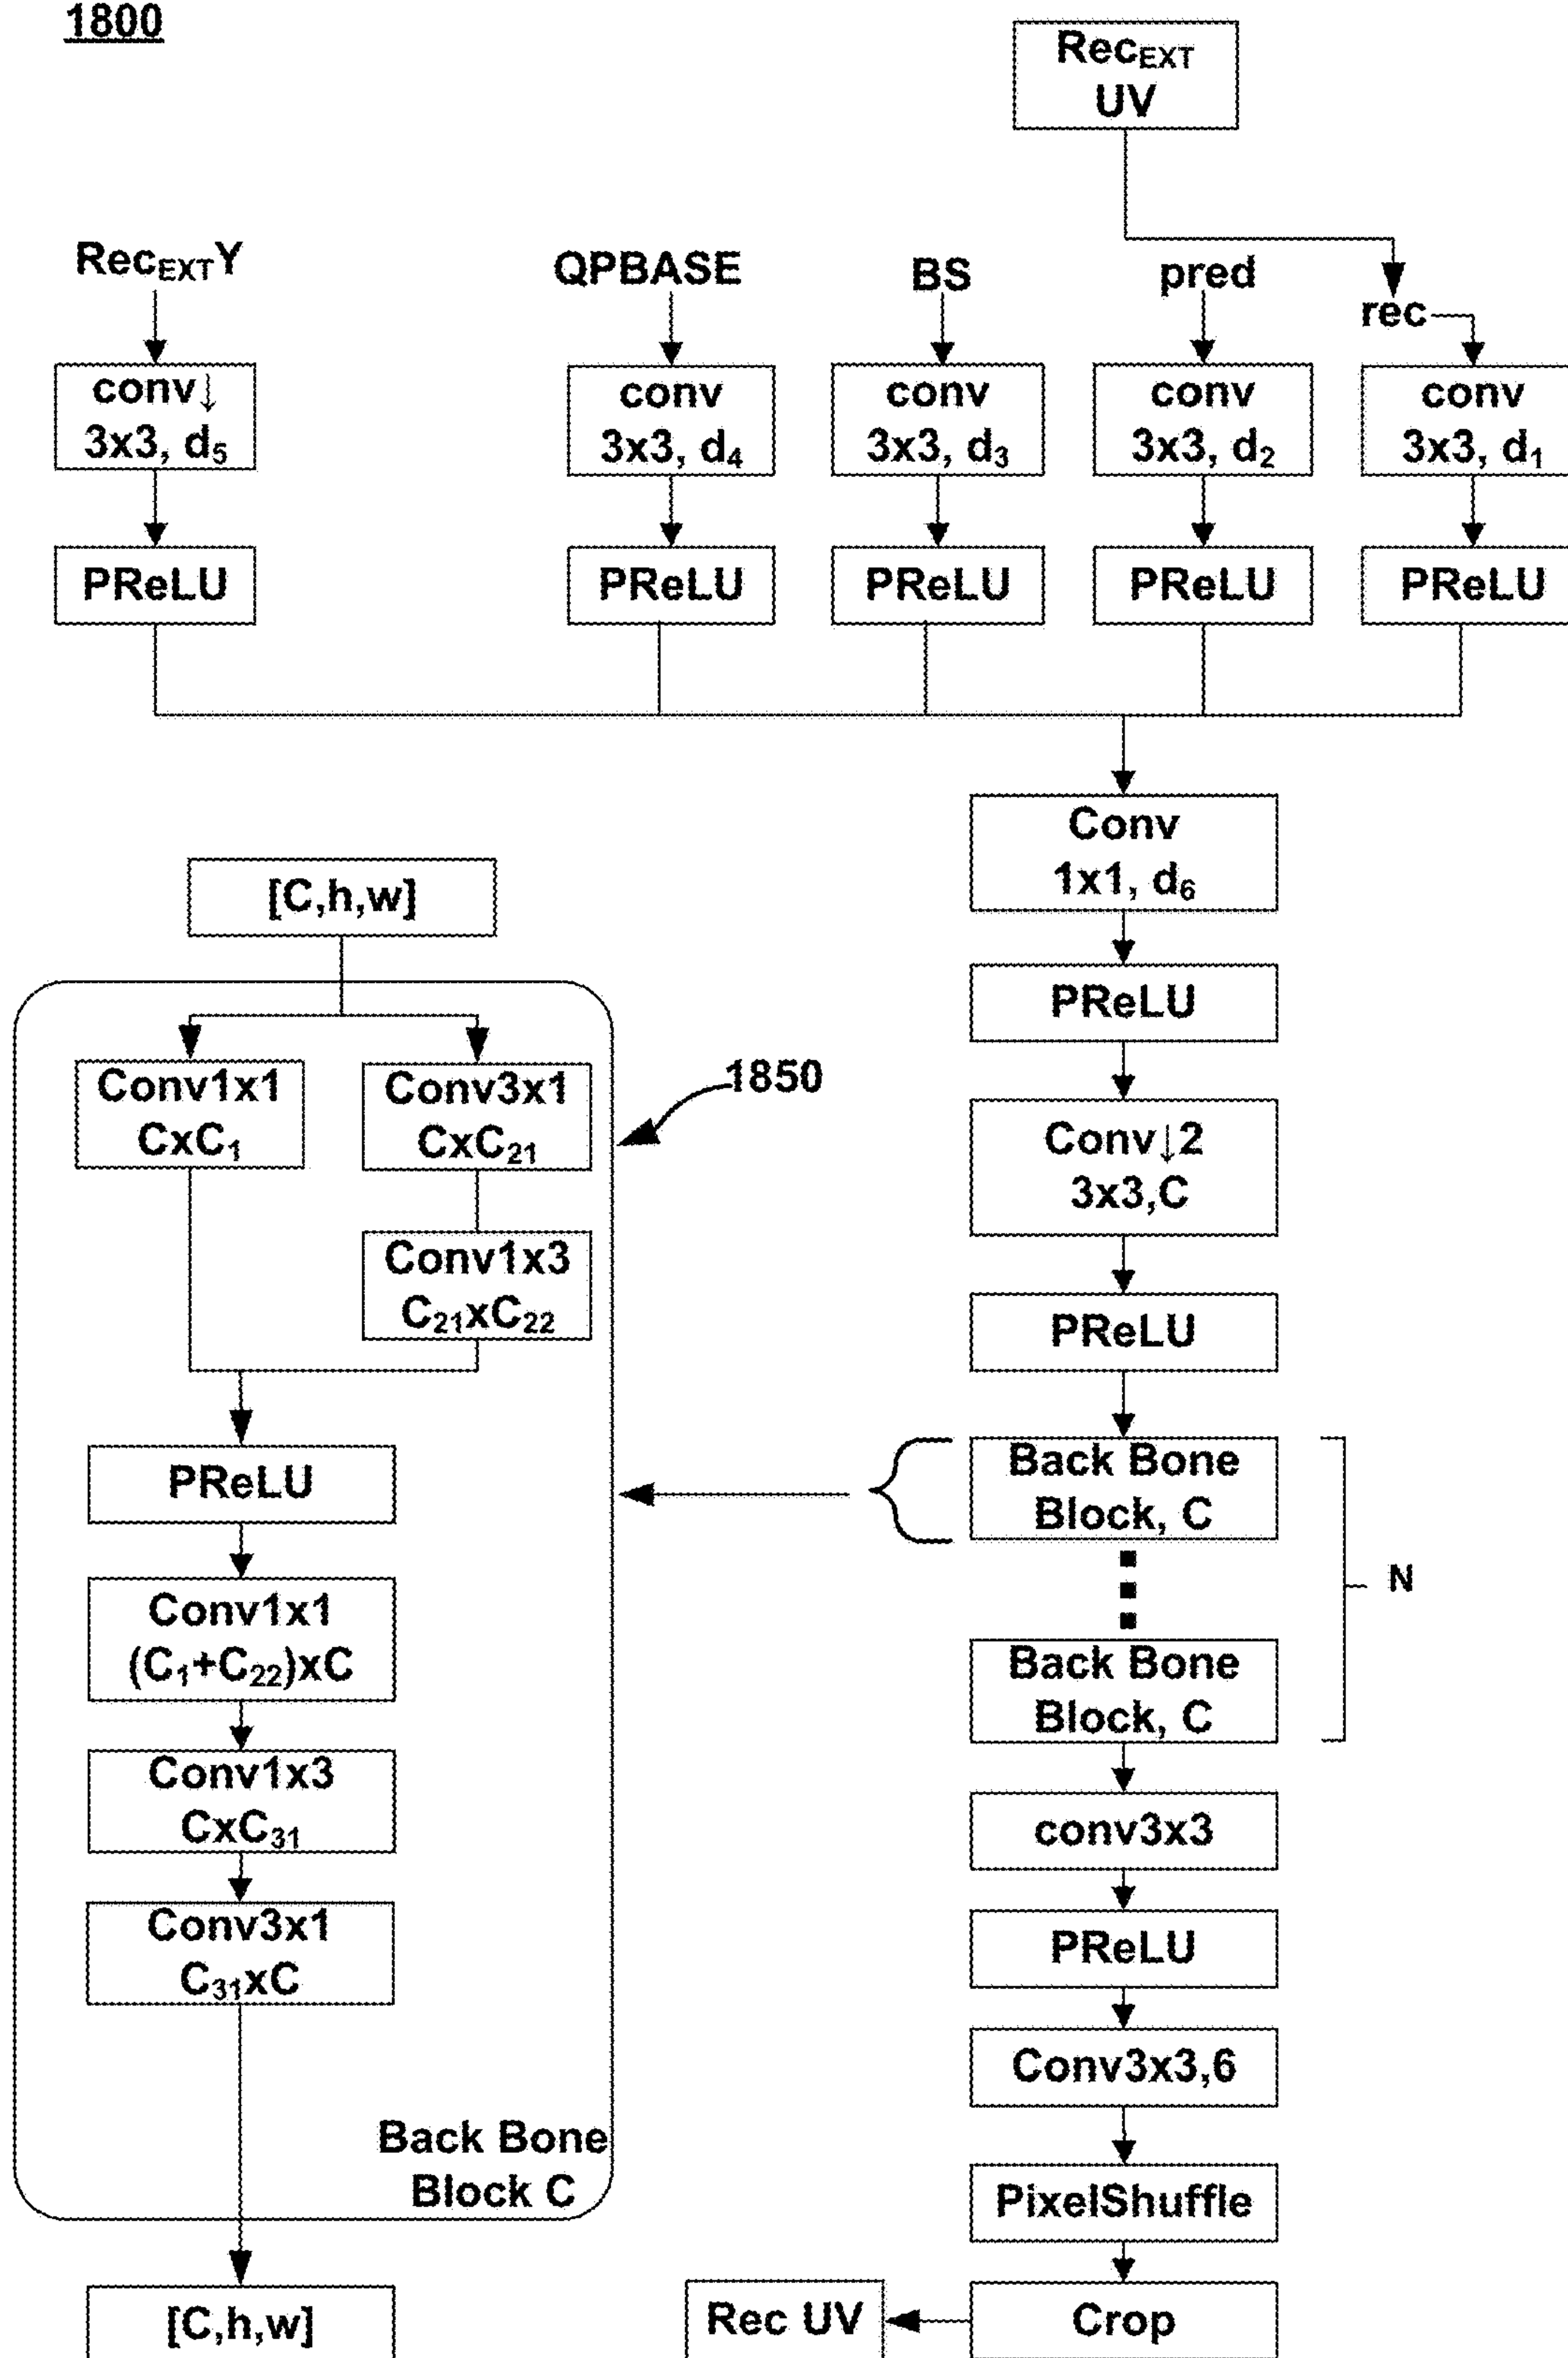 1800
Rec_EXT
UV
Rec_EXT Y
QPBASE
BS
pred
rec
conv↓
3x3, d₅
conv
3x3, d₄
conv
3x3, d₃
conv
3x3, d₂
conv
3x3, d₁
PReLU
PReLU
PReLU
PReLU
PReLU
Conv
1x1, d₆
PReLU
Conv↓2
3x3,C
PReLU
Back Bone
Block, C
N
Back Bone
Block, C
conv3x3
PReLU
Conv3x3,6
PixelShuffle
Crop
Rec UV
[C,h,w]
1850
Conv1x1
CxC₁
Conv3x1
CxC₂₁
Conv1x3
C₂₁xC₂₂
PReLU
Conv1x1
(C₁+C₂₂)xC
Conv1x3
CxC₃₁
Conv3x1
C₃₁xC
Back Bone
Block C
[C,h,w]